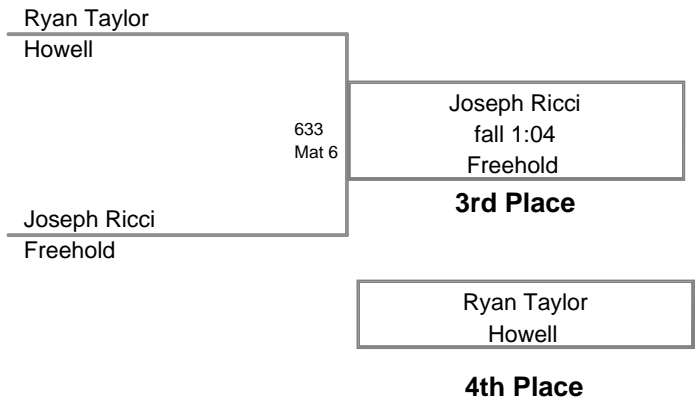 Ryan Taylor
Howell
633
Mat 6
Joseph Ricci
fall 1:04
Freehold
3rd Place
Joseph Ricci
Freehold
Ryan Taylor
Howell
4th Place